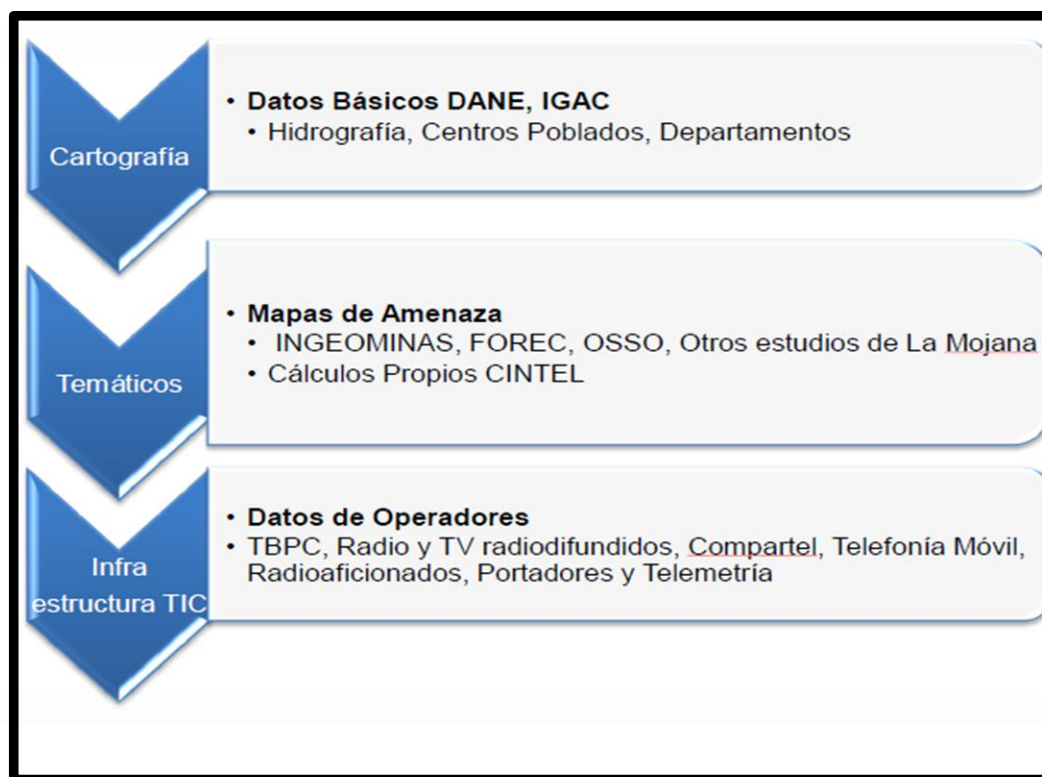 Cartografía
• Datos Básicos DANE, IGAC
• Hidrografía, Centros Poblados, Departamentos
Temáticos
• Mapas de Amenaza
• INGEOMINAS, FOREC, OSSO, Otros estudios de La Mojana
• Cálculos Propios CINTEL
Infra
estructura TIC
• Datos de Operadores
• TBPC, Radio y TV radiodifundidos, Compartel, Telefonía Móvil,
Radioaficionados, Portadores y Telemetría